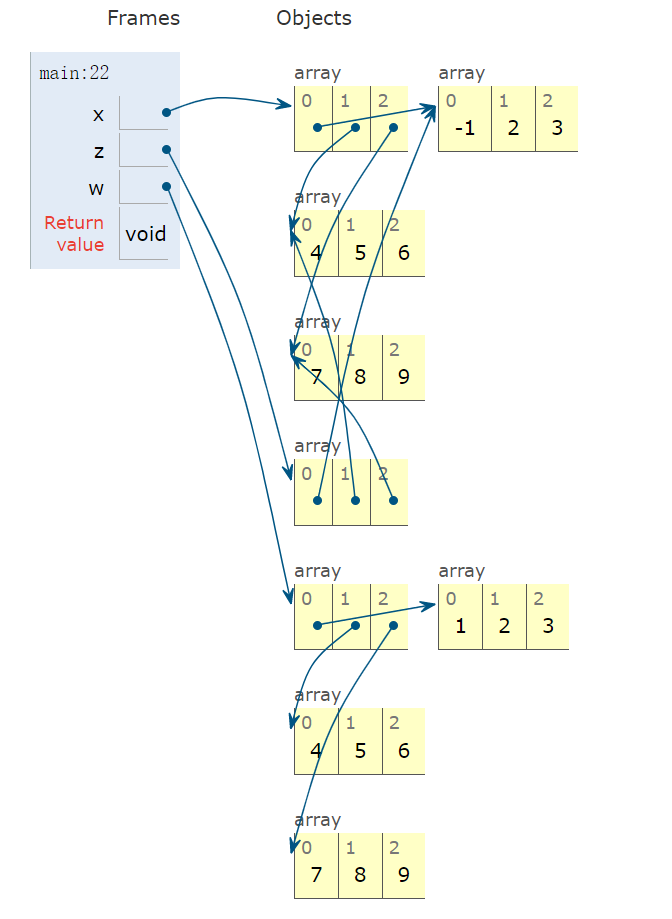 Frames Objects
main:22
x
z
w
Return value void
array array
0 1 2 0 1 2
-1 2 3
array
0 1 2
4 5 6
array
0 1 2
7 8 9
array
0 1 2
array array
0 1 2 0 1 2
1 2 3
array
0 1 2
4 5 6
array
0 1 2
7 8 9